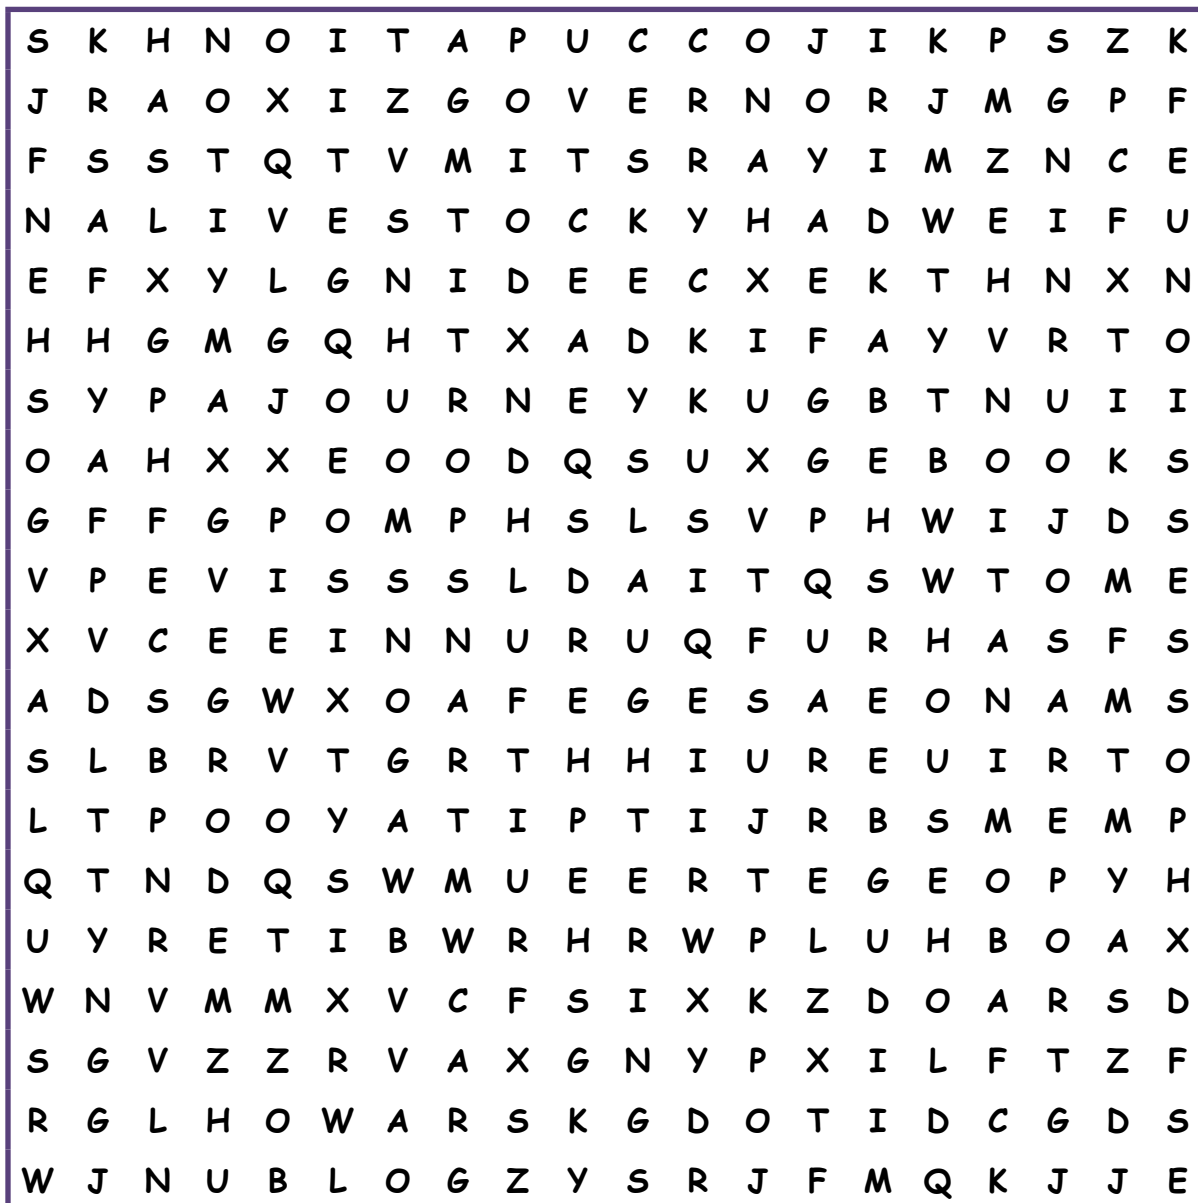 S K H N O I T A P U C C O J I K P S Z K
J R A O X I Z G O V E R N O R J M G P F
F S S T Q T V M I T S R A Y I M Z N C E
N A L I V E S T O C K Y H A D W E I F U
E F X Y L G N I D E E C X E K T H N X N
H H G M G Q H T X A D K I F A Y V R T O
S Y P A J O U R N E Y K U G B T N U I I
O A H X X E O O D Q S U X G E B O O K S
G F F G P O M P H S L S V P H W I J D S
V P E V I S S S L D A I T Q S W T O M E
X V C E E I N N U R U Q F U R H A S F S
A D S G W X O A F E G E S A E O N A M S
S L B R V T G R T H H I U R E U I R T O
L T P O O Y A T I P T I J R B S M E M P
Q T N D Q S W M U E E R T E G E O P Y H
U Y R E T I B W R H R W P L U H B O A X
W N V M M X V C F S I X K Z D O A R S D
S G V Z Z R V A X G N Y P X I L F T Z F
R G L H O W A R S K G D O T I D C G D S
W J N U B L O G Z Y S R J F M Q K J J E